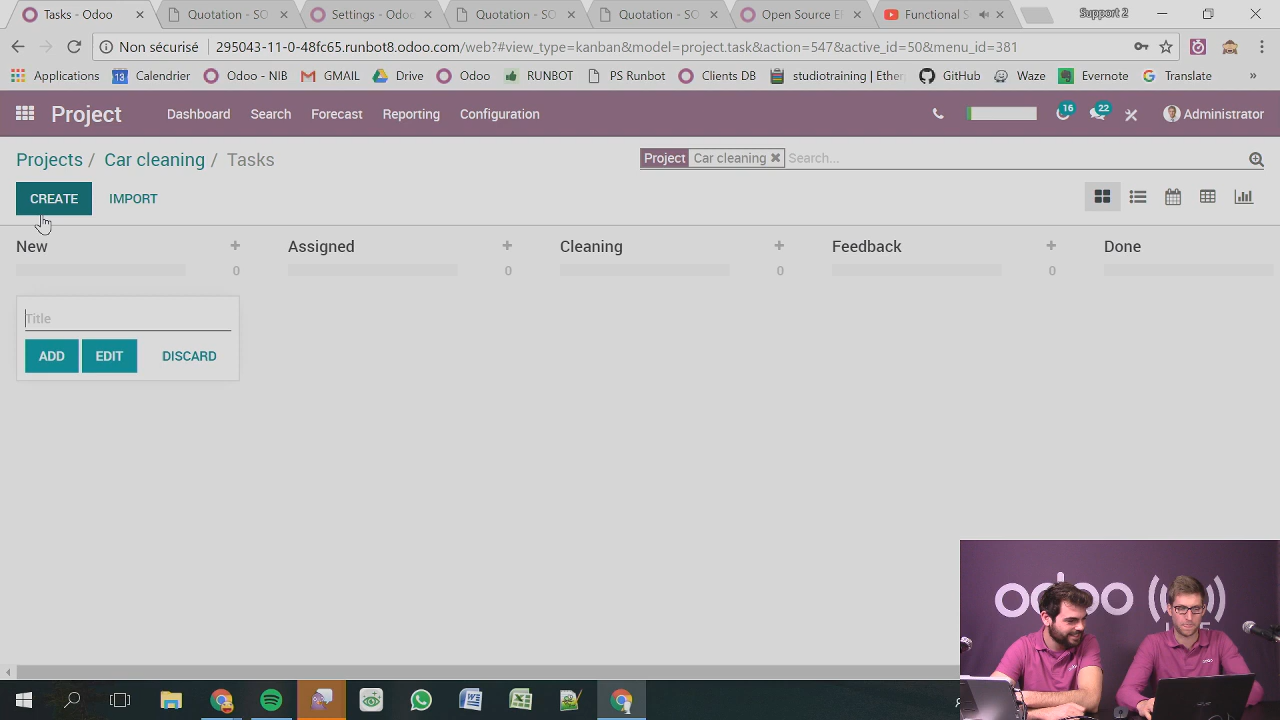 Tasks - Odoo
Quotation - SO
Settings - Odoo
Quotation - SO
Quotation - SO
Open Source E
Functional S
Support 2
Non sécurisé
295043-11-0-48fc65.runbot8.odoo.com/web?#view_type=kanban&model=project.task&action=547&active_id=50&menu_id=381
Applications
Calendrier
Odoo - NIB
GMAIL
Drive
Odoo
RUNBOT
PS Runbot
Clits DB
studiotraining | Ether
GitHub
Waze
Evernote
Translate
»
Project
Dashboard
Search
Forecast
Reporting
Configuration
16
22
Administrator
Projects / Car cleaning / Tasks
Project Car cleaning
Search...
CREATE
IMPORT
New
Assigned
Cleaning
Feedback
Done
0
0
0
0
Title
ADD
EDIT
DISCARD
odoo